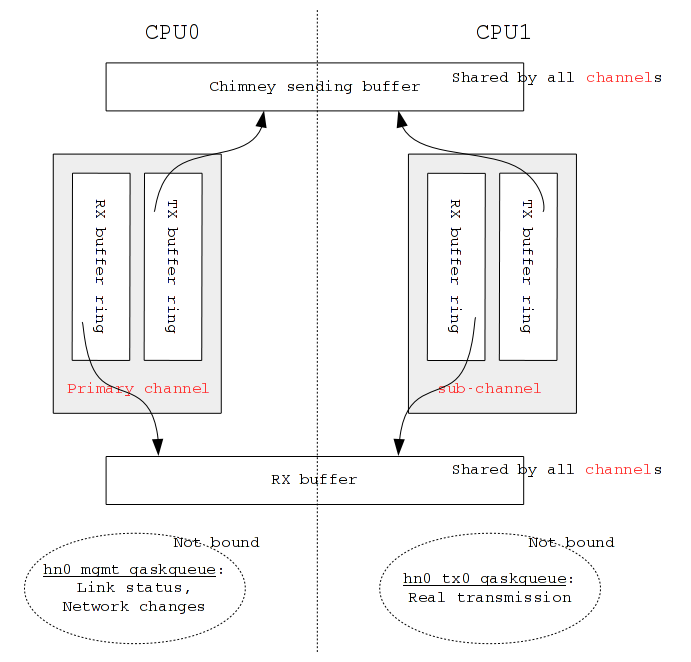 CPU0
CPU1
Chimney sending buffer
Shared by all channels
RX buffer ring
TX buffer ring
RX buffer ring
TX buffer ring
Primary channel
sub-channel
RX buffer
Shared by all channels
Not bound
hn0 mgmt qaskqueue:
Link status,
Network changes
Not bound
hn0 tx0 qaskqueue:
Real transmission